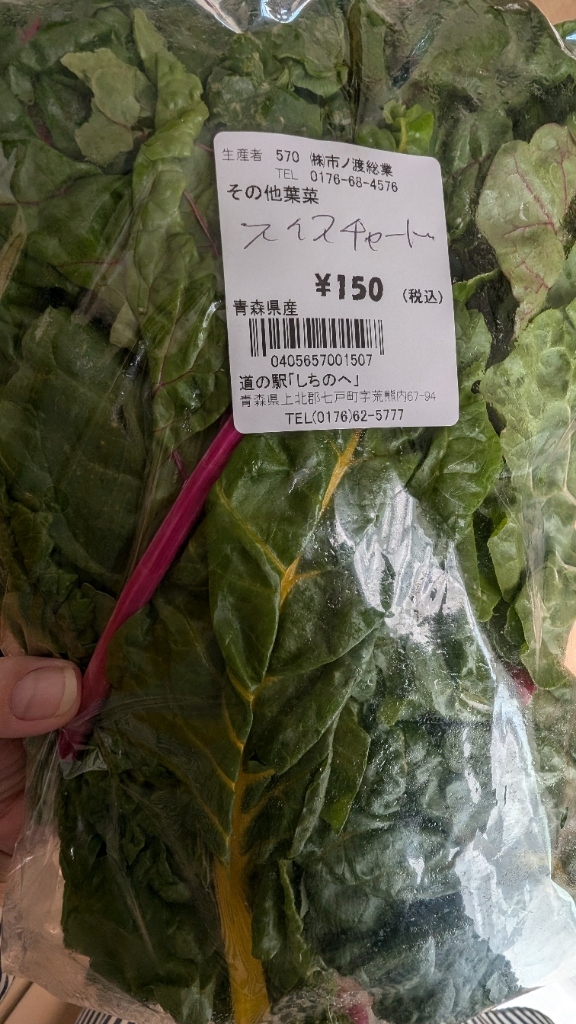 生産者 570 ㈱市ノ渡総業
TEL 0176-68-4576
その他葉菜
スイスチャード
¥150 (税込)
青森県産
0405657001507
道の駅「しちのへ」
青森県上北郡七戸町字荒熊内67-94
TEL(0176)62-5777